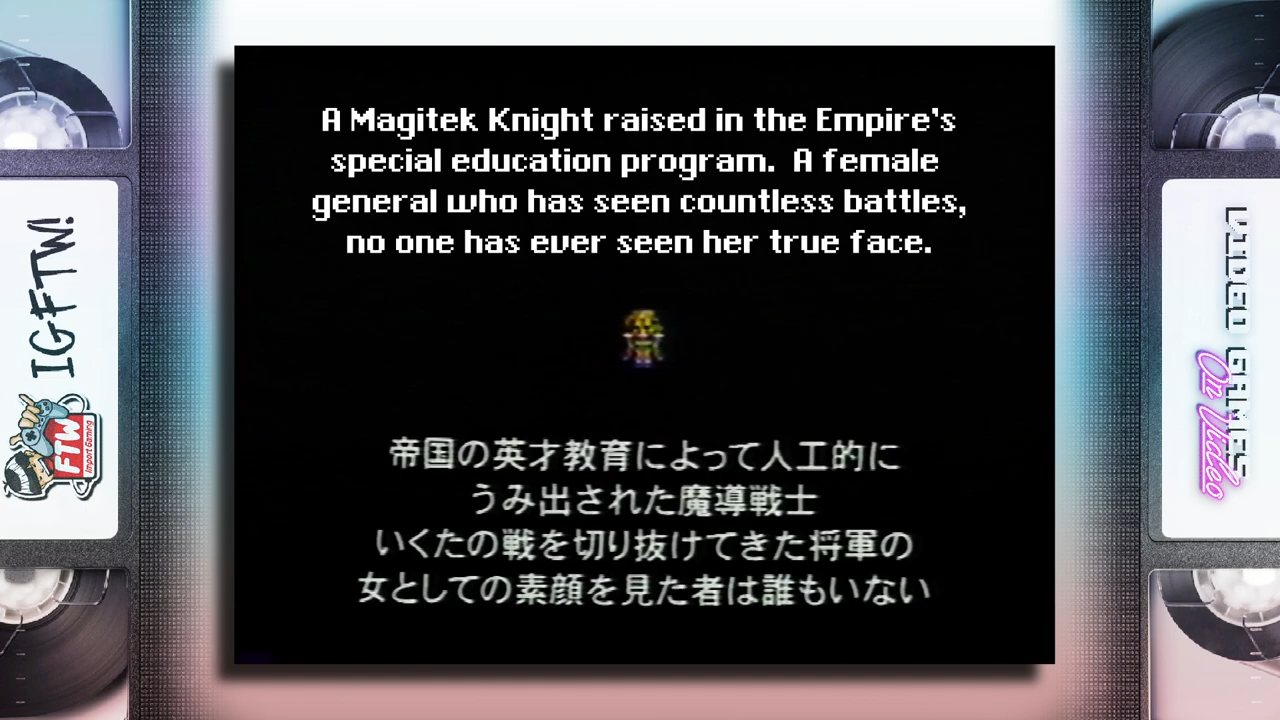 A Magitek Knight raised in the Empire's
special education program. A female
general who has seen countless battles,
no one has ever seen her true face.
帝国の英才教育によって人工的に
うみ出された魔導戦士
いくたの戦を切り抜けてきた将軍の
女としての素顔を見た者は誰もいない
IGFTW!
FTW
Import Gaming
VIDEO GAMES
On Video